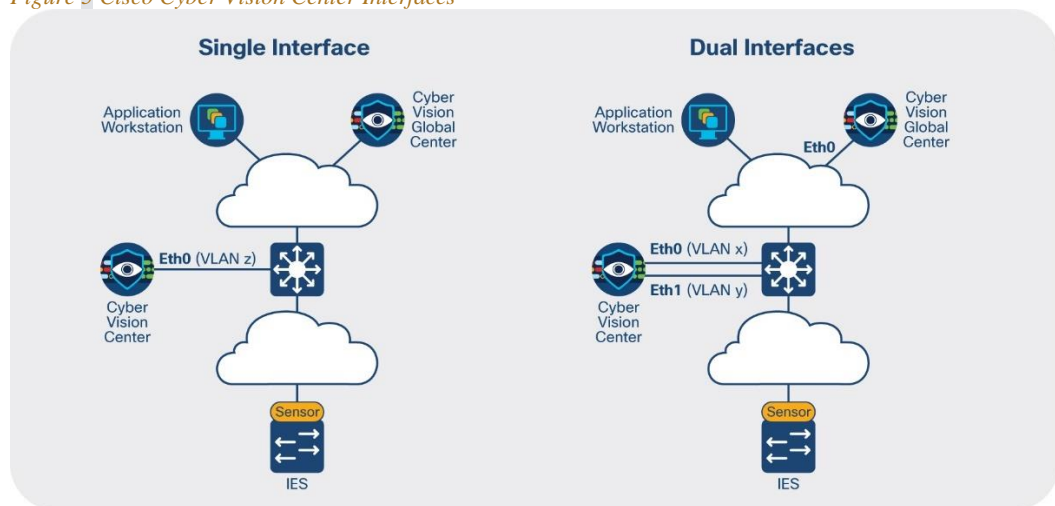 Figure 5 Cisco Cyber Vision Center Interfaces
Single Interface
Application
Workstation
Cyber
Vision
Global
Center
Eth0 (VLAN z)
Cyber
Vision
Center
Sensor
IES
Dual Interfaces
Application
Workstation
Cyber
Vision
Global
Center
Eth0
Eth0 (VLAN x)
Eth1 (VLAN y)
Cyber
Vision
Center
Sensor
IES